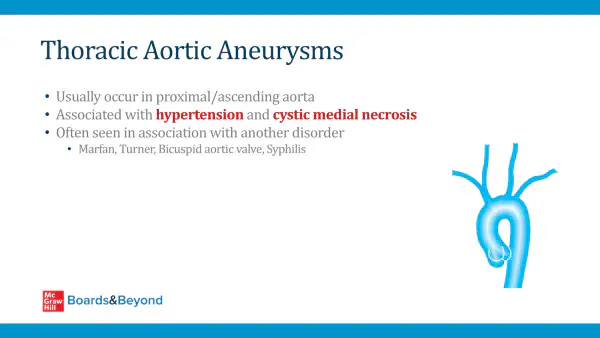 Thoracic Aortic Aneurysms
• Usually occur in proximal/ascending aorta
• Associated with hypertension and cystic medial necrosis
• Often seen in association with another disorder
• Marfan, Turner, Bicuspid aortic valve, Syphilis
Mc
Graw
Hill
Boards&Beyond